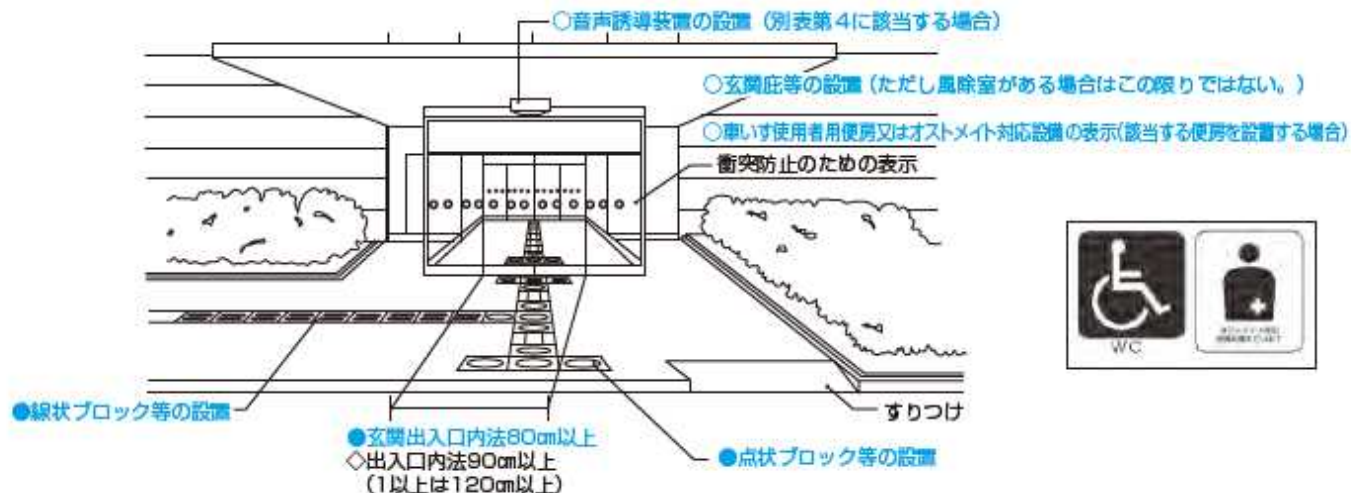 ○音声誘導装置の設置（別表第4に該当する場合）
○玄関庇等の設置（ただし風除室がある場合はこの限りではない。）
○車いす使用者用便房又はオストメイト対応設備の表示(該当する便房を設置する場合)
衝突防止のための表示
WC
●線状ブロック等の設置
すりつけ
●玄関出入口内法80cm以上
◇出入口内法90cm以上
（1以上は120cm以上）
●点状ブロック等の設置